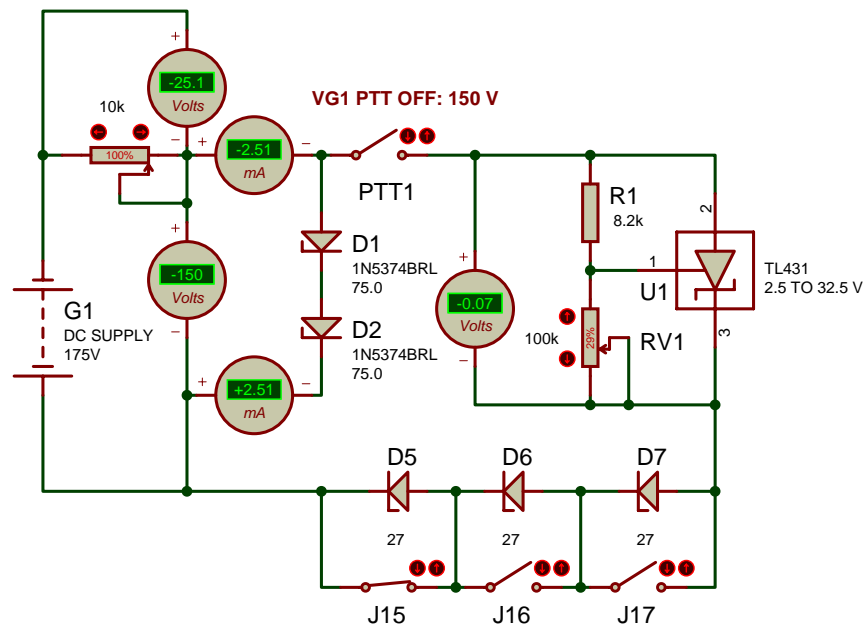 +
-25.1
Volts
−
10k
100%
VG1 PTT OFF: 150 V
+
-2.51
mA
−
PTT1
+
-150
Volts
−
G1
DC SUPPLY
175V
D1
1N5374BRL
75.0
D2
1N5374BRL
75.0
+
+2.51
mA
−
+
-0.07
Volts
−
R1
8.2k
100k
29%
RV1
1
2
3
U1
TL431
2.5 TO 32.5 V
D5
27
D6
27
D7
27
J15
J16
J17